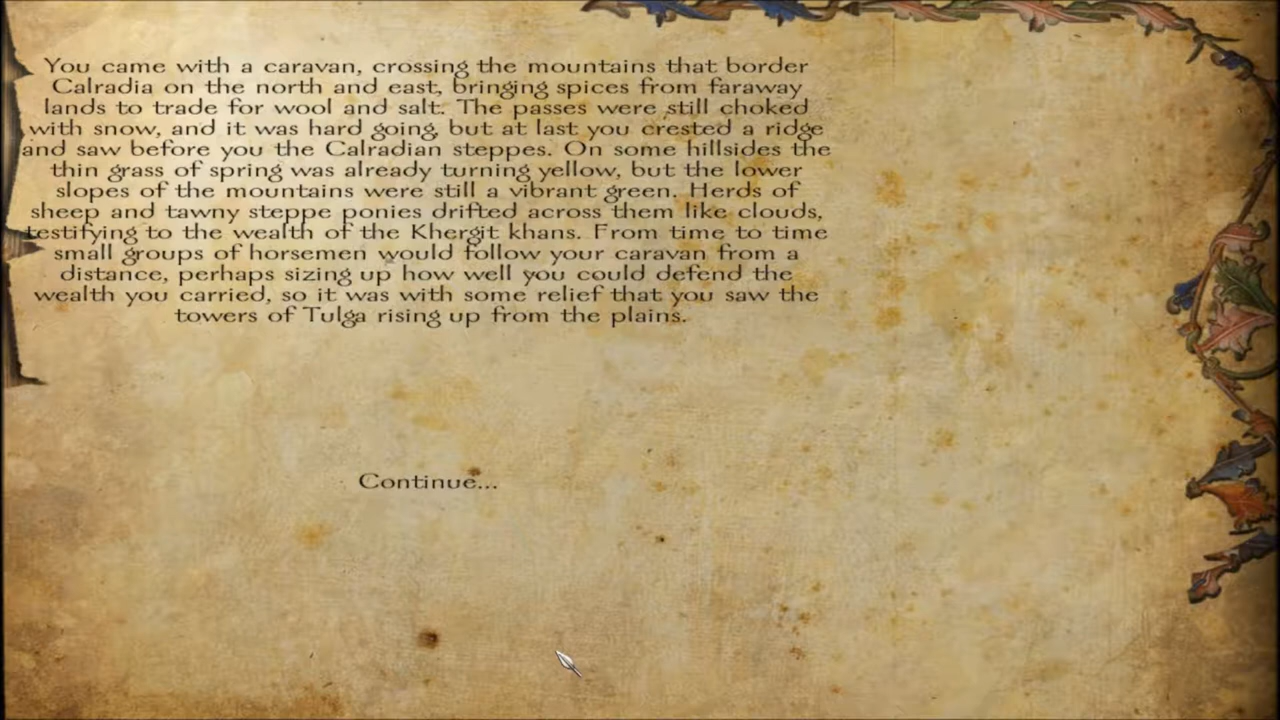 You came with a caravan, crossing the mountains that border
Calradia on the north and east, bringing spices from faraway
lands to trade for wool and salt. The passes were still choked
with snow, and it was hard going, but at last you crested a ridge
and saw before you the Calradian steppes. On some hillsides the
thin grass of spring was already turning yellow, but the lower
slopes of the mountains were still a vibrant green. Herds of
sheep and tawny steppe ponies drifted across them like clouds,
testifying to the wealth of the Khergit khans. From time to time
small groups of horsemen would follow your caravan from a
distance, perhaps sizing up how well you could defend the
wealth you carried, so it was with some relief that you saw the
towers of Tulga rising up from the plains.
Continue...